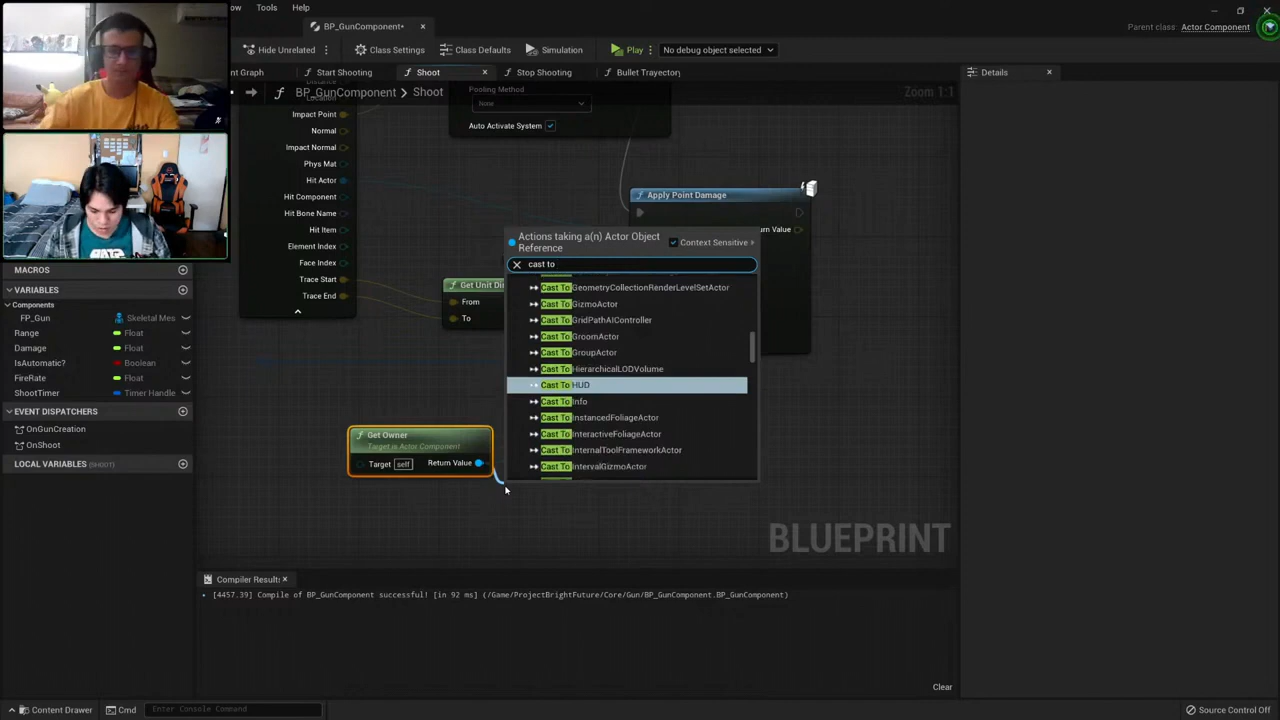 ow
Tools
Help
BP_GunComponent*
Parent class
Actor Component
Hide Unrelated
Class Settings
Class Defaults
Simulation
Play
No debug object selected
ent Graph
Start Shooting
Shoot
Stop Shooting
Bullet Trajectory
Details
BP_GunComponent
Shoot
Zoom 1:1
Location
Impact Point
Normal
Impact Normal
Phys Mat
Hit Actor
Hit Component
Hit Bone Name
Hit Item
Element Index
Face Index
Trace Start
Trace End
Pooling Method
None
Auto Activate System
Apply Point Damage
urn Value
Get Unit Dir
From
To
Actions taking a(n) Actor Object
Reference
Context Sensitive
cast to
Cast To GeometryCollectionRenderLevelSetActor
Cast To GizmoActor
Cast To GridPathAIController
Cast To GroomActor
Cast To GroupActor
Cast To HierarchicalLODVolume
Cast To HUD
Cast To Info
Cast To InstancedFoliageActor
Cast To InteractiveFoliageActor
Cast To InternalToolFrameworkActor
Cast To IntervalGizmoActor
Get Owner
Target is Actor Component
Target
self
Return Value
BLUEPRINT
MACROS
VARIABLES
Components
FP_Gun
Skeletal Mes
Range
Float
Damage
Float
IsAutomatic?
Boolean
FireRate
Float
ShootTimer
Timer Handle
EVENT DISPATCHERS
OnGunCreation
OnShoot
LOCAL VARIABLES (SHOOT)
Compiler Results
[4457.39] Compile of BP_GunComponent successful! [in 92 ms] (/Game/ProjectBrightFuture/Core/Gun/BP_GunComponent.BP_GunComponent)
Clear
Content Drawer
Cmd
Enter Console Command
Source Control Off